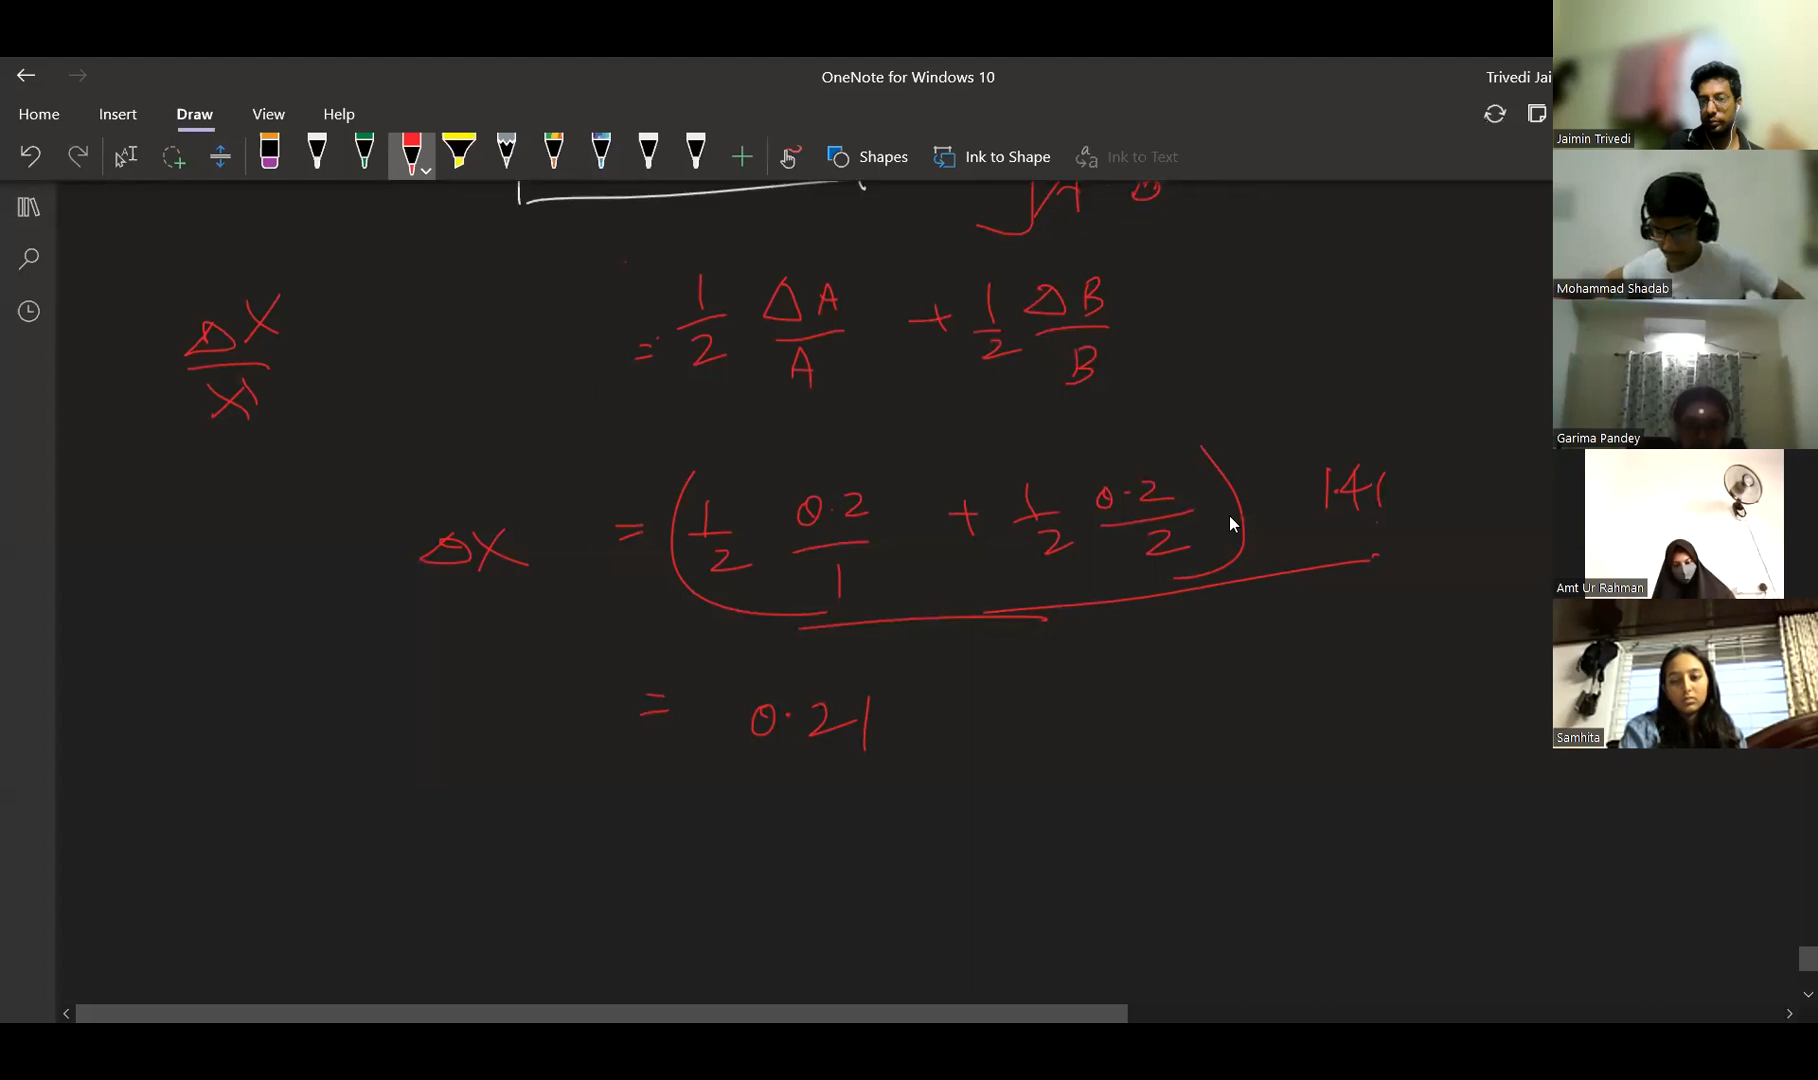 OneNote for Windows 10
Trivedi Jai
Home Insert Draw View Help
Shapes Ink to Shape Ink to Text
ΔX/X = 1/2 ΔA/A + 1/2 ΔB/B
ΔX = (1/2 0.2/1 + 1/2 0.2/2) 1.41
= 0.21
Jaimin Trivedi
Mohammad Shadab
Garima Pandey
Amt Ur Rahman
Samhita